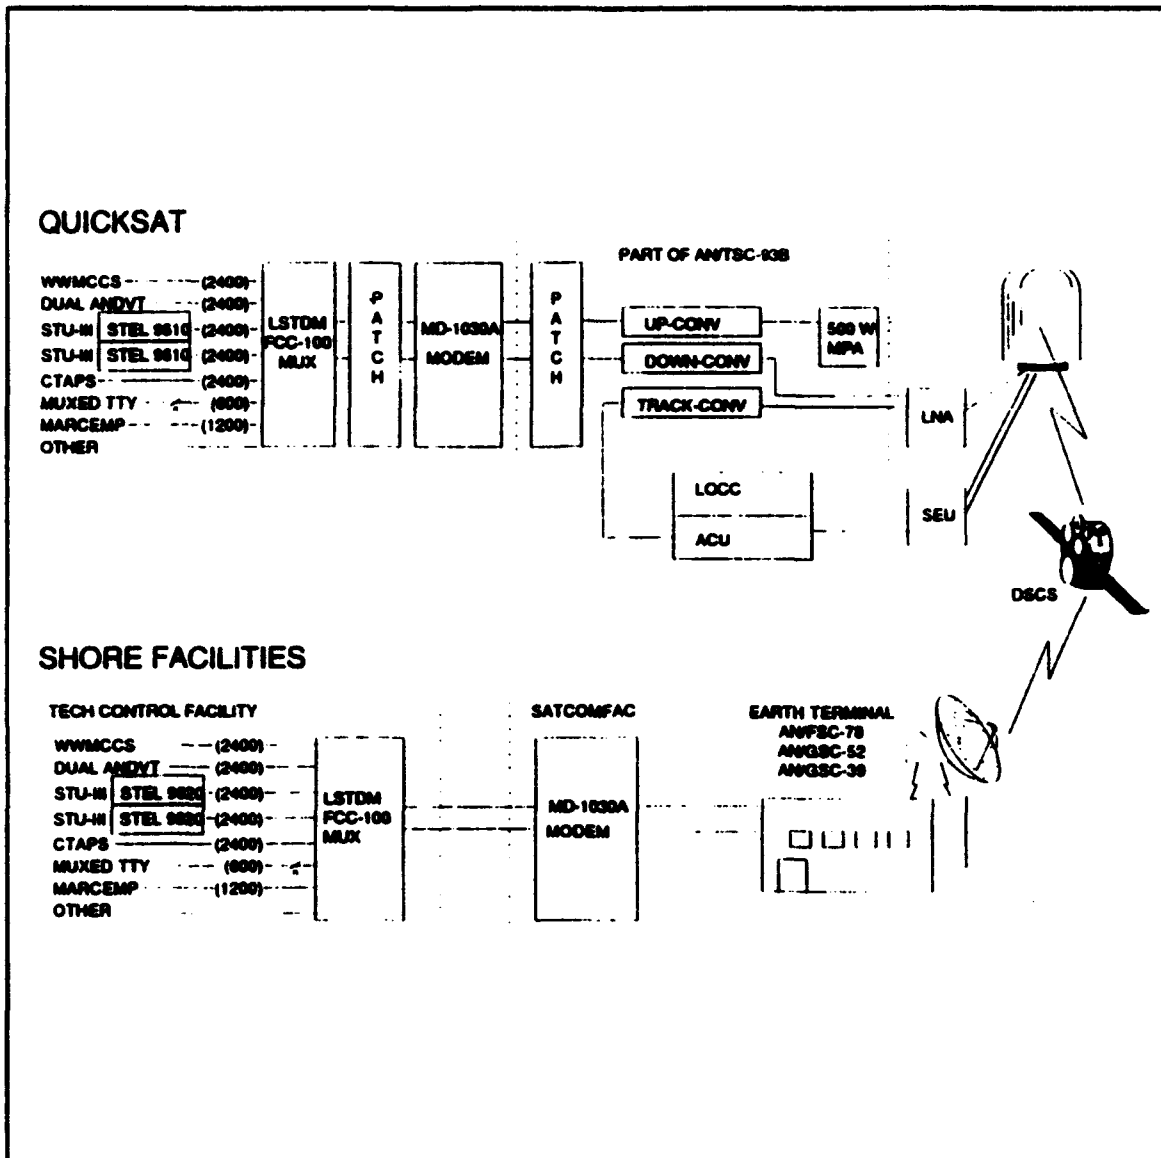 QUICKSAT
PART OF AN/TSC-93B
WWMCCS (2400)
DUAL ANDVT (2400)
STU-III STEL 9610 (2400)
STU-III STEL 9610 (2400)
CTAPS (2400)
MUXED TTY (600)
MARCEMP (1200)
OTHER
LSTDM
FCC-100
MUX
PATCH
MD-1030A
MODEM
PATCH
UP-CONV
DOWN-CONV
TRACK-CONV
500 W
MPA
LNA
LOCC
ACU
SEU
DSCS
SHORE FACILITIES
TECH CONTROL FACILITY
WWMCCS (2400)
DUAL ANDVT (2400)
STU-III STEL 9620 (2400)
STU-III STEL 9620 (2400)
CTAPS (2400)
MUXED TTY (600)
MARCEMP (1200)
OTHER
LSTDM
FCC-100
MUX
SATCOMFAC
MD-1030A
MODEM
EARTH TERMINAL
AN/FSC-78
AN/GSC-52
AN/GSC-39